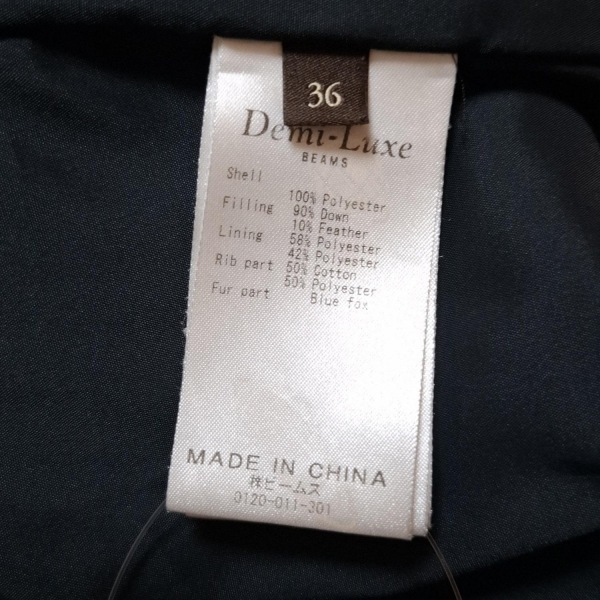 36
Demi-Luxe
BEAMS
Shell 100% Polyester
Filling 90% Down
10% Feather
Lining 58% Polyester
42% Polyester
Rib part 50% Cotton
50% Polyester
Fur part Blue fox
MADE IN CHINA
㈱ビームス
0120-011-301